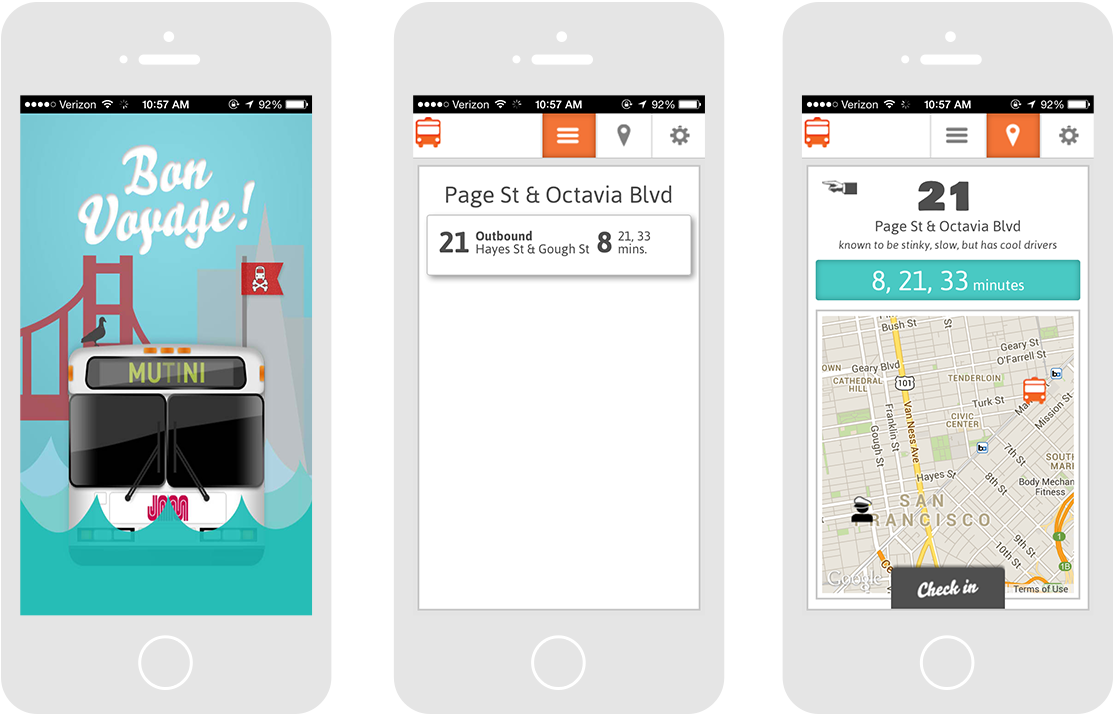 Verizon 10:57 AM 92%
Bon
Voyage!
MUTINI
Verizon 10:57 AM 92%
Page St & Octavia Blvd
21 Outbound 8 21, 33
Hayes St & Gough St mins.
Verizon 10:57 AM 92%
21
Page St & Octavia Blvd
known to be stinky, slow, but has cool drivers
8, 21, 33 minutes
Bush St
St
Geary St
O'Farrell St
OWN
Geary Blvd
CATHEDRAL
HILL
101
TENDERLOIN
Turk St
Mission St
Franklin St
Van Ness Ave
CIVIC
CENTER
Gough St
7th St
8th St
Hayes St
SOUTH
MAR
Body Mechan
Fitness
SAN
FRANCISCO
9th St
10th St
1
1B
Google
Check in
Terms of Use